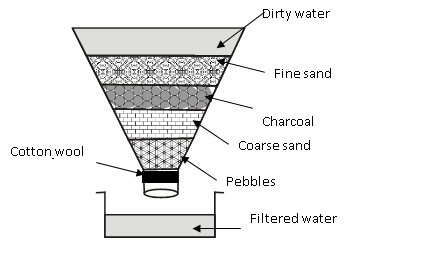 Dirty water
Fine sand
Charcoal
Coarse sand
Cotton wool
Pebbles
Filtered water